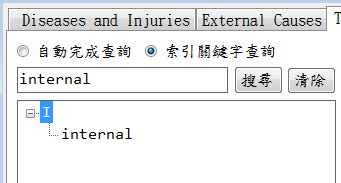 Diseases and Injuries External Causes
自動完成查詢 索引關鍵字查詢
internal 搜尋 清除
I
internal